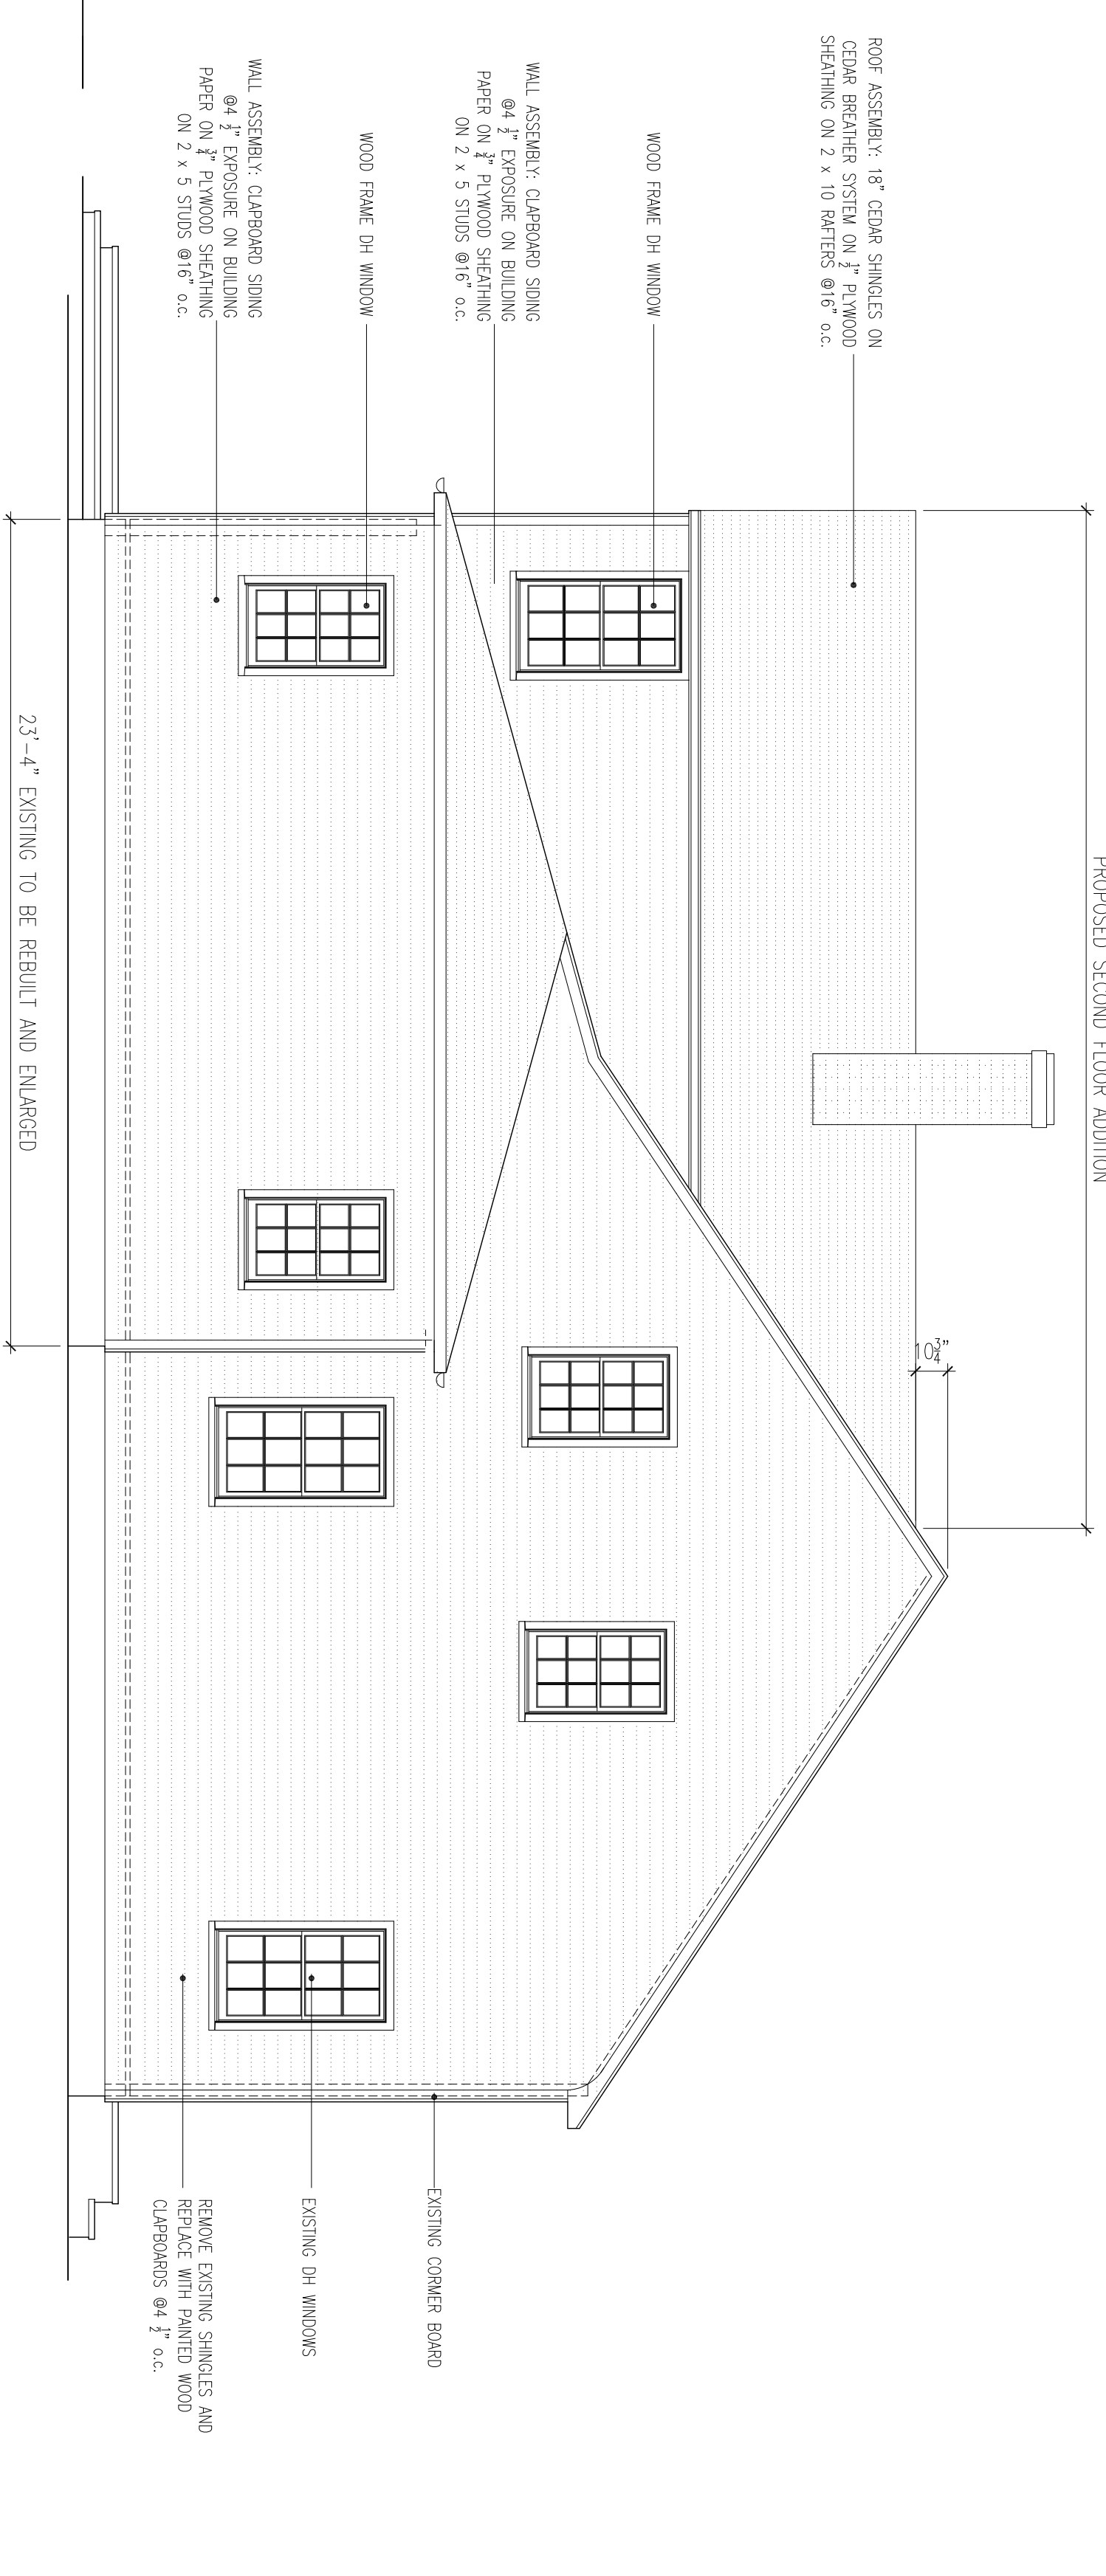 PROPOSED SECOND FLOOR ADDITION
10 3/4"
ROOF ASSEMBLY: 18" CEDAR SHINGLES ON
CEDAR BREATHER SYSTEM ON 1/2" PLYWOOD
SHEATHING ON 2 x 10 RAFTERS @16" o.c.
WOOD FRAME DH WINDOW
WALL ASSEMBLY: CLAPBOARD SIDING
@4 1/2" EXPOSURE ON BUILDING
PAPER ON 3/4" PLYWOOD SHEATHING
ON 2 x 5 STUDS @16" o.c.
WOOD FRAME DH WINDOW
WALL ASSEMBLY: CLAPBOARD SIDING
@4 1/2" EXPOSURE ON BUILDING
PAPER ON 3/4" PLYWOOD SHEATHING
ON 2 x 5 STUDS @16" o.c.
EXISTING CORMER BOARD
EXISTING DH WINDOWS
REMOVE EXISTING SHINGLES AND
REPLACE WITH PAINTED WOOD
CLAPBOARDS @4 1/2" o.c.
23'-4" EXISTING TO BE REBUILT AND ENLARGED